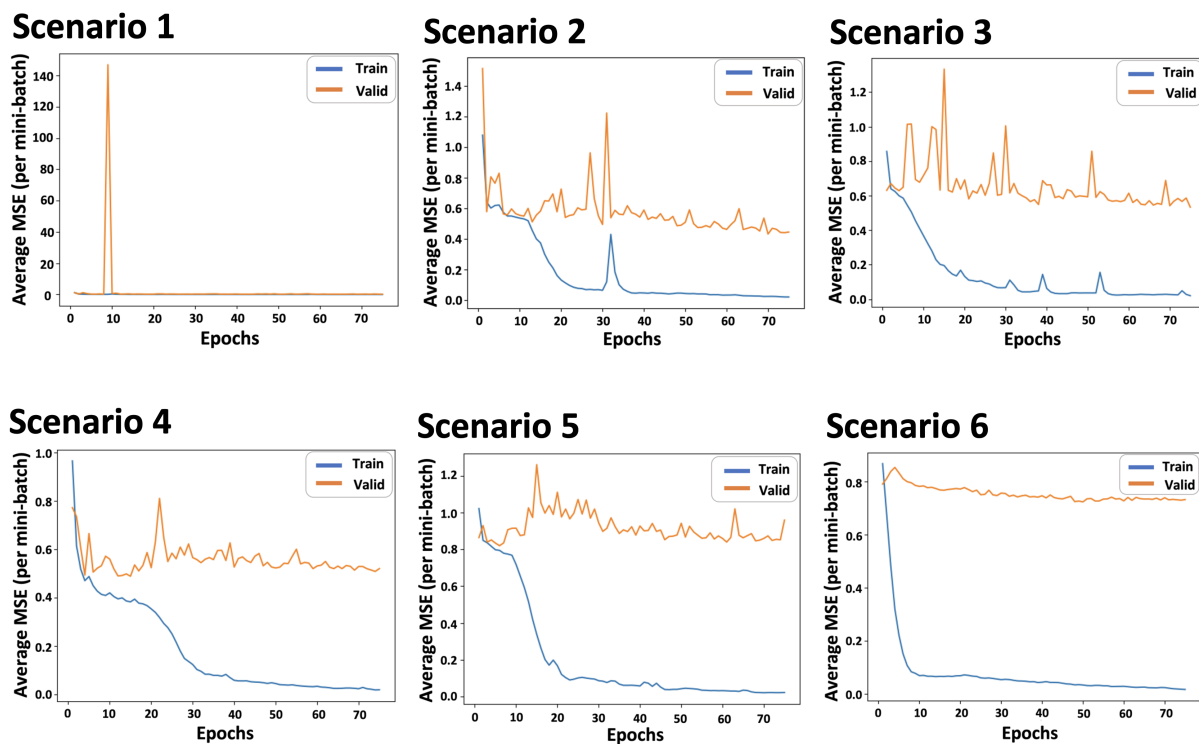 Scenario 1
Average MSE (per mini-batch)
140
120
100
80
60
40
20
0
0 10 20 30 40 50 60 70
Epochs
Train
Valid
Scenario 2
Average MSE (per mini-batch)
1.4
1.2
1.0
0.8
0.6
0.4
0.2
0.0
0 10 20 30 40 50 60 70
Epochs
Train
Valid
Scenario 3
Average MSE (per mini-batch)
1.2
1.0
0.8
0.6
0.4
0.2
0.0
0 10 20 30 40 50 60 70
Epochs
Train
Valid
Scenario 4
Average MSE (per mini-batch)
1.0
0.8
0.6
0.4
0.2
0.0
0 10 20 30 40 50 60 70
Epochs
Train
Valid
Scenario 5
Average MSE (per mini-batch)
1.2
1.0
0.8
0.6
0.4
0.2
0.0
0 10 20 30 40 50 60 70
Epochs
Train
Valid
Scenario 6
Average MSE (per mini-batch)
0.8
0.6
0.4
0.2
0.0
0 10 20 30 40 50 60 70
Epochs
Train
Valid